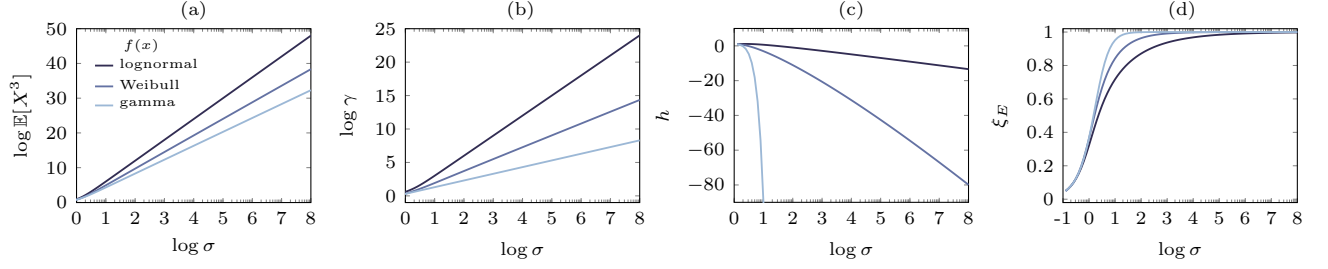 (a)
50
40
30
20
10
0
0 1 2 3 4 5 6 7 8
log 𝔼[X³]
log σ
f(x)
lognormal
Weibull
gamma
(b)
25
20
15
10
5
0
0 1 2 3 4 5 6 7 8
log γ
log σ
(c)
0
−20
−40
−60
−80
0 1 2 3 4 5 6 7 8
h
log σ
(d)
1
0.8
0.6
0.4
0.2
0
-1 0 1 2 3 4 5 6 7 8
ξ_E
log σ